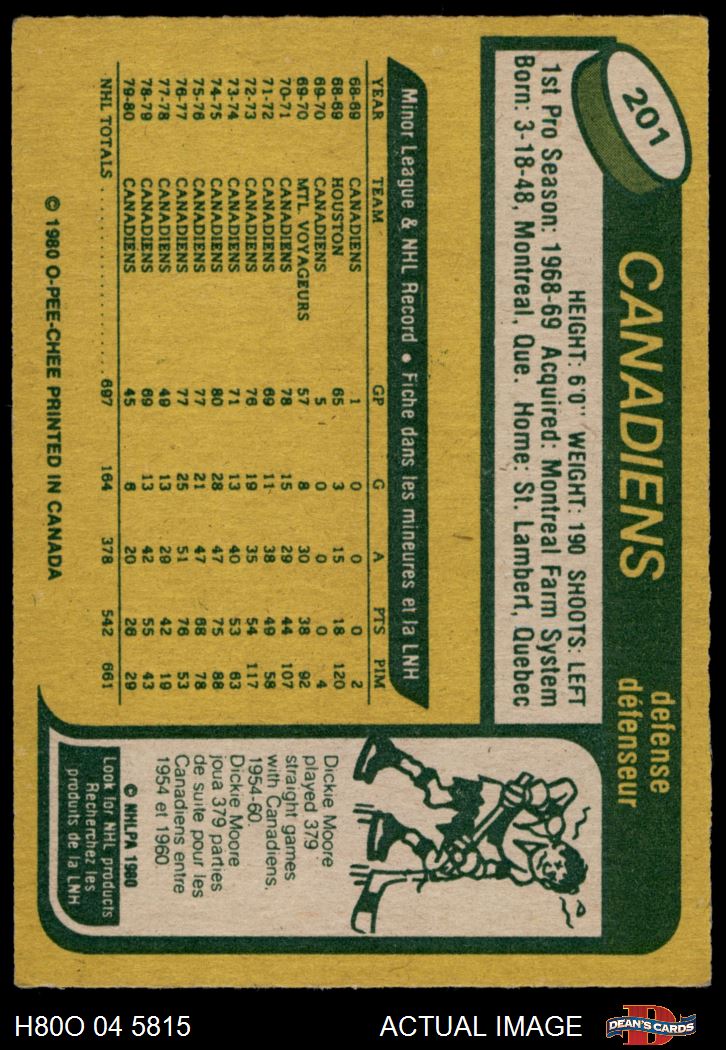 201
CANADIENS
defense
défenseur
HEIGHT: 6'0" WEIGHT: 190 SHOOTS: LEFT
1st Pro Season: 1968-69 Acquired: Montreal Farm System
Born: 3-18-48, Montreal, Que. Home: St. Lambert, Quebec
Minor League & NHL Record • Fiche dans les mineures et la LNH
YEAR TEAM GP G A PTS PIM
68-69 CANADIENS 1 0 0 0 2
68-69 HOUSTON 65 3 15 18 120
69-70 CANADIENS 5 0 0 0 4
69-70 MTL VOYAGEURS 57 8 30 38 92
70-71 CANADIENS 78 15 29 44 107
71-72 CANADIENS 69 11 38 49 58
72-73 CANADIENS 76 19 35 54 117
73-74 CANADIENS 71 13 40 53 63
74-75 CANADIENS 80 28 47 75 88
75-76 CANADIENS 77 21 47 68 78
76-77 CANADIENS 77 25 51 76 53
77-78 CANADIENS 49 13 29 42 19
78-79 CANADIENS 69 13 42 55 43
79-80 CANADIENS 45 6 20 26 29
NHL TOTALS .................. 697 164 378 542 661
© 1980 O-PEE-CHEE PRINTED IN CANADA
Dickie Moore
played 379
straight games
with Canadiens,
1954-60.
Dickie Moore
joua 379 parties
de suite pour les
Canadiens entre
1954 et 1960.
© NHLPA 1980
Look for NHL products
Recherchez les
produits de la LNH
H80O 04 5815
ACTUAL IMAGE
D
DEAN'S CARDS